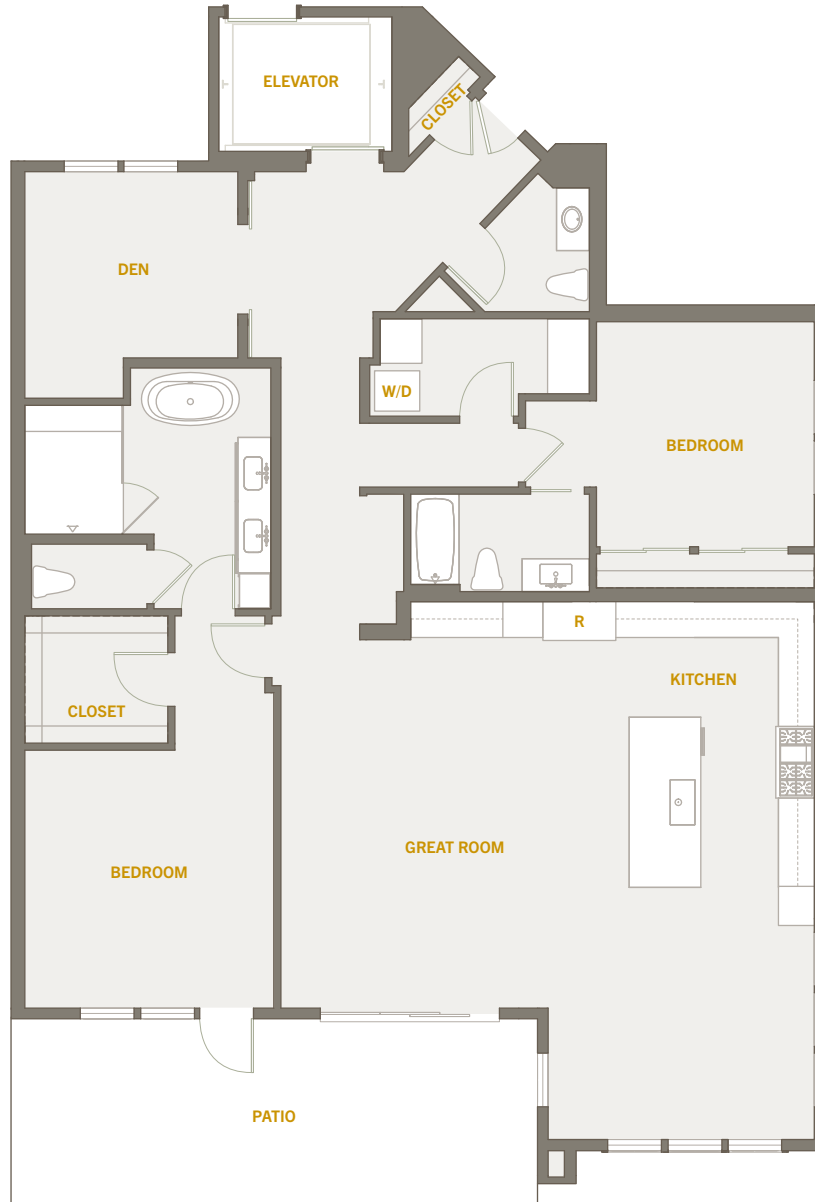 ELEVATOR
CLOSET
DEN
W/D
BEDROOM
R
KITCHEN
CLOSET
GREAT ROOM
BEDROOM
PATIO